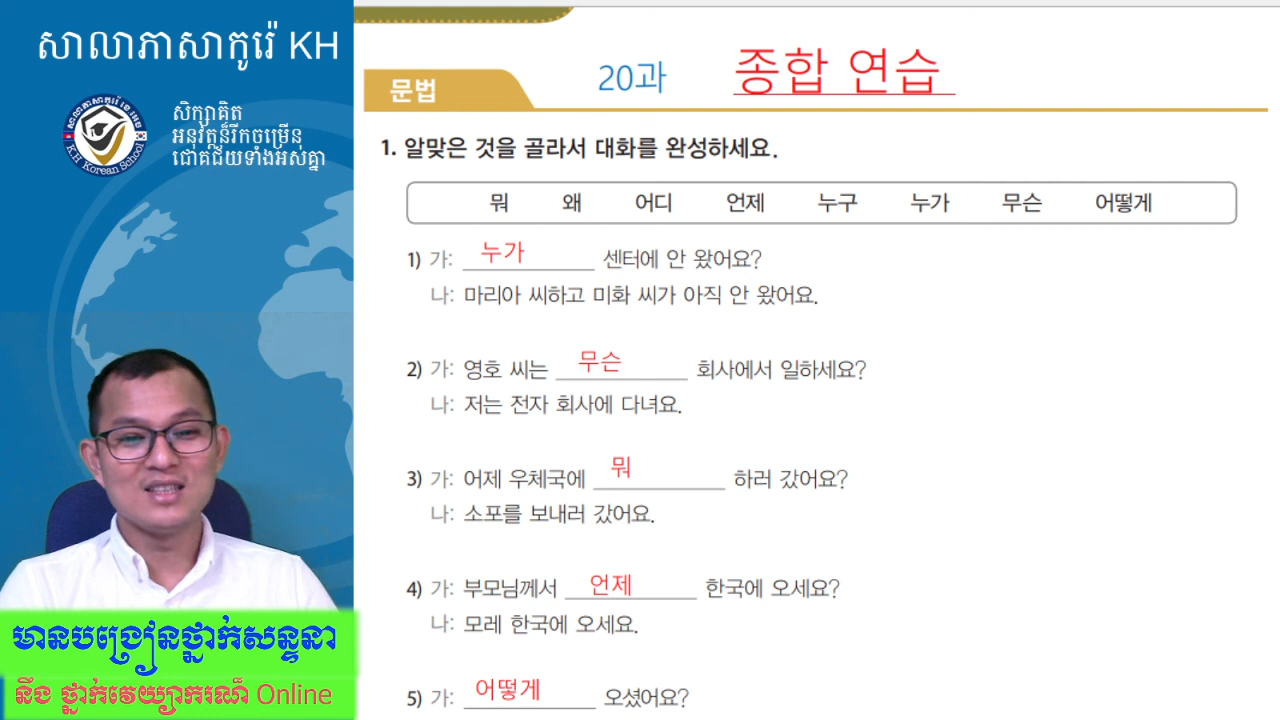 សាលាភាសាកូរ៉េ KH
សិក្សាគិត
អនុវត្តន៏រីកចម្រើន
ជោគជ័យទាំងអស់គ្នា
K.H Korean School
មានបង្រៀនថ្នាក់សន្ទនា
នឹង ថ្នាក់វេយ្យាករណ៏ Online
문법
20과 종합 연습
1. 알맞은 것을 골라서 대화를 완성하세요.
뭐 왜 어디 언제 누구 누가 무슨 어떻게
1) 가: 누가 센터에 안 왔어요?
나: 마리아 씨하고 미화 씨가 아직 안 왔어요.
2) 가: 영호 씨는 무슨 회사에서 일하세요?
나: 저는 전자 회사에 다녀요.
3) 가: 어제 우체국에 뭐 하러 갔어요?
나: 소포를 보내러 갔어요.
4) 가: 부모님께서 언제 한국에 오세요?
나: 모레 한국에 오세요.
5) 가: 어떻게 오셨어요?